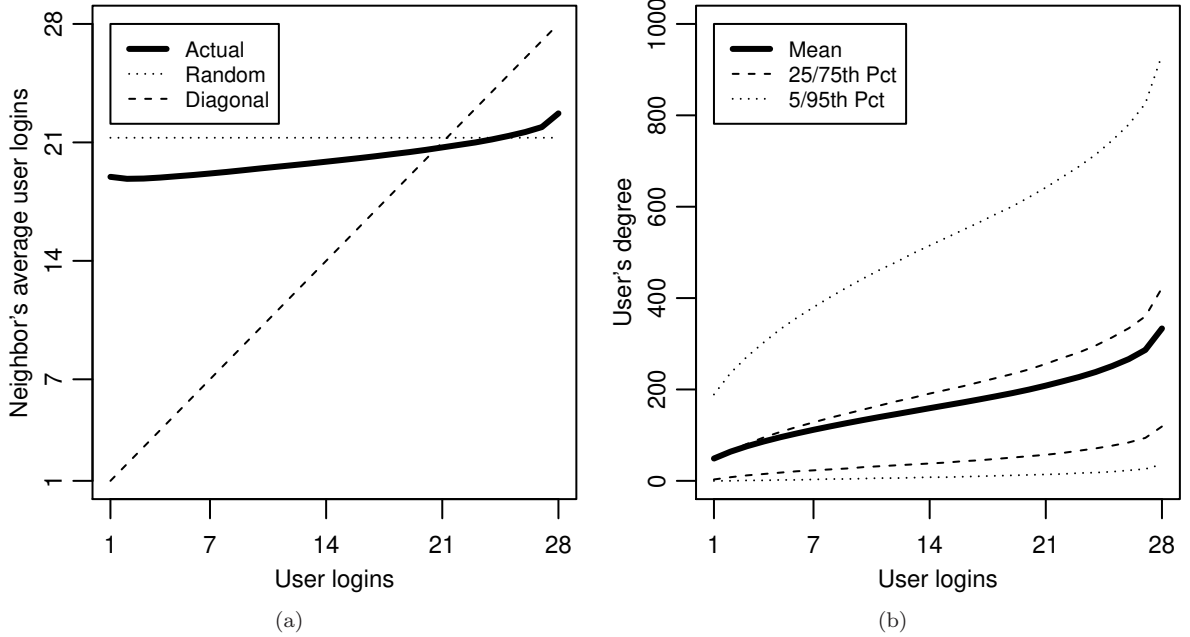 Neighbor's average user logins
28
21
14
7
1
Actual
Random
Diagonal
1 7 14 21 28
User logins
(a)
User's degree
1000
800
600
400
200
0
Mean
25/75th Pct
5/95th Pct
1 7 14 21 28
User logins
(b)